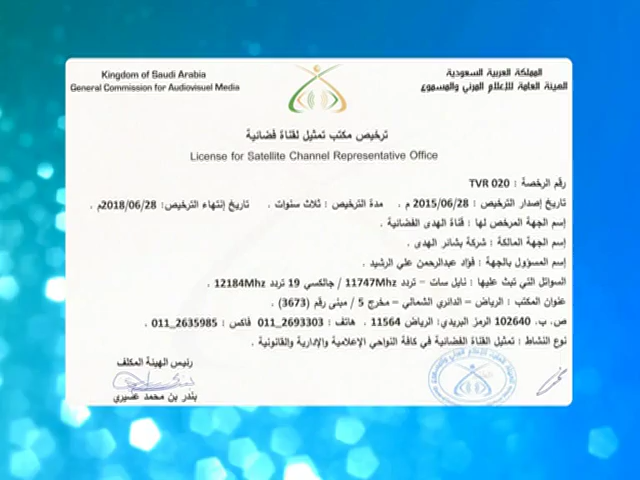 Kingdom of Saudi Arabia
General Commission for Audiovisuel Media
المملكة العربية السعودية
الهيئة العامة للإعلام المرئي والمسموع
ترخيص مكتب تمثيل لقناة فضائية
License for Satellite Channel Representative Office
رقم الرخصة : TVR 020
تاريخ إصدار الترخيص : 2015/06/28 م . مدة الترخيص : ثلاث سنوات . تاريخ إنتهاء الترخيص: 2018/06/28م .
إسم الجهة المرخص لها : قناة الهدى الفضائية .
إسم الجهة المالكة : شركة بشائر الهدى .
إسم المسؤول بالجهة : فؤاد عبدالرحمن علي الرشيد .
السواتل التي تبث عليها : نايل سات – تردد 11747Mhz / جالكسي 19 تردد 12184Mhz .
عنوان المكتب : الرياض – الدائري الشمالي – مخرج 5 / مبنى رقم (3673) .
ص. ب. 102640 الرمز البريدي: الرياض 11564 . هاتف : 2693303_011 فاكس : 2635985_011 .
نوع النشاط : تمثيل القناة الفضائية في كافة النواحي الإعلامية والإدارية والقانونية .
رئيس الهيئة المكلف
بندر بن محمد عسيري